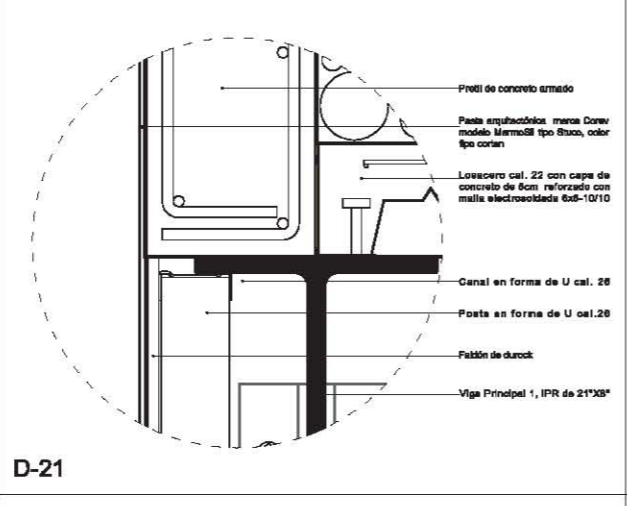 Pretil de concreto armado
Pasta arquitectónica marca Corev
modelo MarmoSil tipo Stuco, color
tipo corian
Losacero cal. 22 con capa de
concreto de 5cm reforzado con
malla electrosoldada 6x6-10/10
Canal en forma de U cal. 26
Poste en forma de U cal.26
Faldón de durock
Viga Principal 1, IPR de 21"X8"
D-21